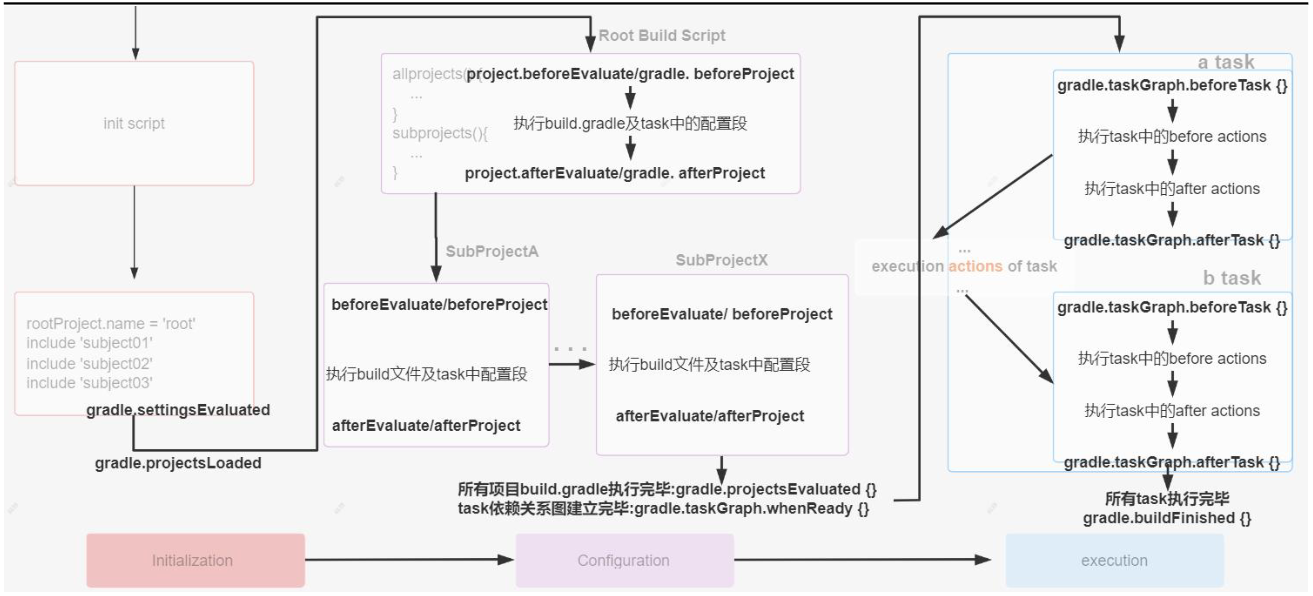 init script
rootProject.name = 'root'
include 'subject01'
include 'subject02'
include 'subject03'
gradle.settingsEvaluated
gradle.projectsLoaded
Root Build Script
allprojects() {
...
}
subprojects(){
...
}
project.beforeEvaluate/gradle. beforeProject
执行build.gradle及task中的配置段
project.afterEvaluate/gradle. afterProject
SubProjectA
beforeEvaluate/beforeProject
执行build文件及task中配置段
afterEvaluate/afterProject
. . .
SubProjectX
beforeEvaluate/ beforeProject
执行build文件及task中配置段
afterEvaluate/afterProject
所有项目build.gradle执行完毕:gradle.projectsEvaluated {}
task依赖关系图建立完毕:gradle.taskGraph.whenReady {}
a task
gradle.taskGraph.beforeTask {}
执行task中的before actions
执行task中的after actions
gradle.taskGraph.afterTask {}
...
execution actions of task
...
b task
gradle.taskGraph.beforeTask {}
执行task中的before actions
执行task中的after actions
gradle.taskGraph.afterTask {}
所有task执行完毕
gradle.buildFinished {}
Initialization
Configuration
execution